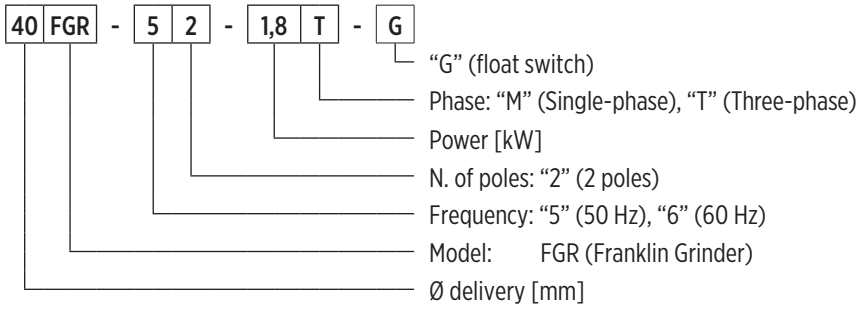 40 FGR - 5 2 - 1,8 T - G
“G” (float switch)
Phase: “M” (Single-phase), “T” (Three-phase)
Power [kW]
N. of poles: “2” (2 poles)
Frequency: “5” (50 Hz), “6” (60 Hz)
Model: FGR (Franklin Grinder)
Ø delivery [mm]